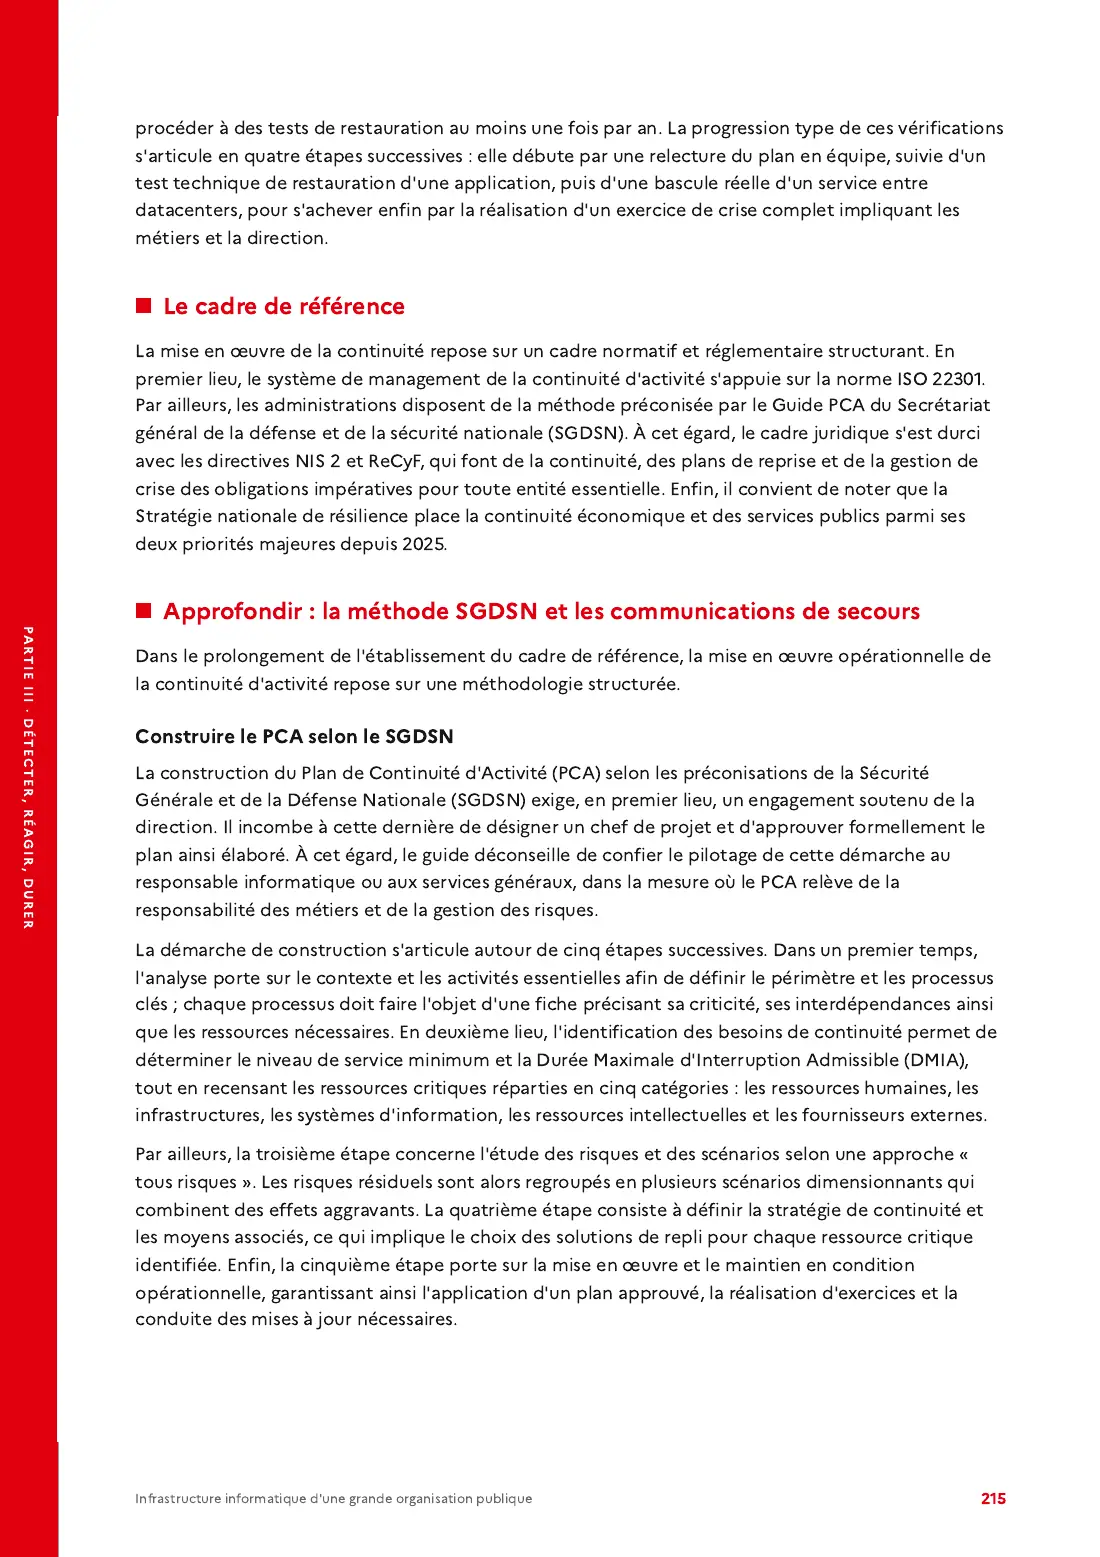 procéder à des tests de restauration au moins une fois par an. La progression type de ces vérifications
s'articule en quatre étapes successives : elle débute par une relecture du plan en équipe, suivie d'un
test technique de restauration d'une application, puis d'une bascule réelle d'un service entre
datacenters, pour s'achever enfin par la réalisation d'un exercice de crise complet impliquant les
métiers et la direction.
Le cadre de référence
La mise en œuvre de la continuité repose sur un cadre normatif et réglementaire structurant. En
premier lieu, le système de management de la continuité d'activité s'appuie sur la norme ISO 22301.
Par ailleurs, les administrations disposent de la méthode préconisée par le Guide PCA du Secrétariat
général de la défense et de la sécurité nationale (SGDSN). À cet égard, le cadre juridique s'est durci
avec les directives NIS 2 et ReCyF, qui font de la continuité, des plans de reprise et de la gestion de
crise des obligations impératives pour toute entité essentielle. Enfin, il convient de noter que la
Stratégie nationale de résilience place la continuité économique et des services publics parmi ses
deux priorités majeures depuis 2025.
Approfondir : la méthode SGDSN et les communications de secours
Dans le prolongement de l'établissement du cadre de référence, la mise en œuvre opérationnelle de
la continuité d'activité repose sur une méthodologie structurée.
Construire le PCA selon le SGDSN
La construction du Plan de Continuité d'Activité (PCA) selon les préconisations de la Sécurité
Générale et de la Défense Nationale (SGDSN) exige, en premier lieu, un engagement soutenu de la
direction. Il incombe à cette dernière de désigner un chef de projet et d'approuver formellement le
plan ainsi élaboré. À cet égard, le guide déconseille de confier le pilotage de cette démarche au
responsable informatique ou aux services généraux, dans la mesure où le PCA relève de la
responsabilité des métiers et de la gestion des risques.
La démarche de construction s'articule autour de cinq étapes successives. Dans un premier temps,
l'analyse porte sur le contexte et les activités essentielles afin de définir le périmètre et les processus
clés ; chaque processus doit faire l'objet d'une fiche précisant sa criticité, ses interdépendances ainsi
que les ressources nécessaires. En deuxième lieu, l'identification des besoins de continuité permet de
déterminer le niveau de service minimum et la Durée Maximale d'Interruption Admissible (DMIA),
tout en recensant les ressources critiques réparties en cinq catégories : les ressources humaines, les
infrastructures, les systèmes d'information, les ressources intellectuelles et les fournisseurs externes.
Par ailleurs, la troisième étape concerne l'étude des risques et des scénarios selon une approche «
tous risques ». Les risques résiduels sont alors regroupés en plusieurs scénarios dimensionnants qui
combinent des effets aggravants. La quatrième étape consiste à définir la stratégie de continuité et
les moyens associés, ce qui implique le choix des solutions de repli pour chaque ressource critique
identifiée. Enfin, la cinquième étape porte sur la mise en œuvre et le maintien en condition
opérationnelle, garantissant ainsi l'application d'un plan approuvé, la réalisation d'exercices et la
conduite des mises à jour nécessaires.
PARTIE III · DÉTECTER, RÉAGIR, DURER
Infrastructure informatique d'une grande organisation publique
215